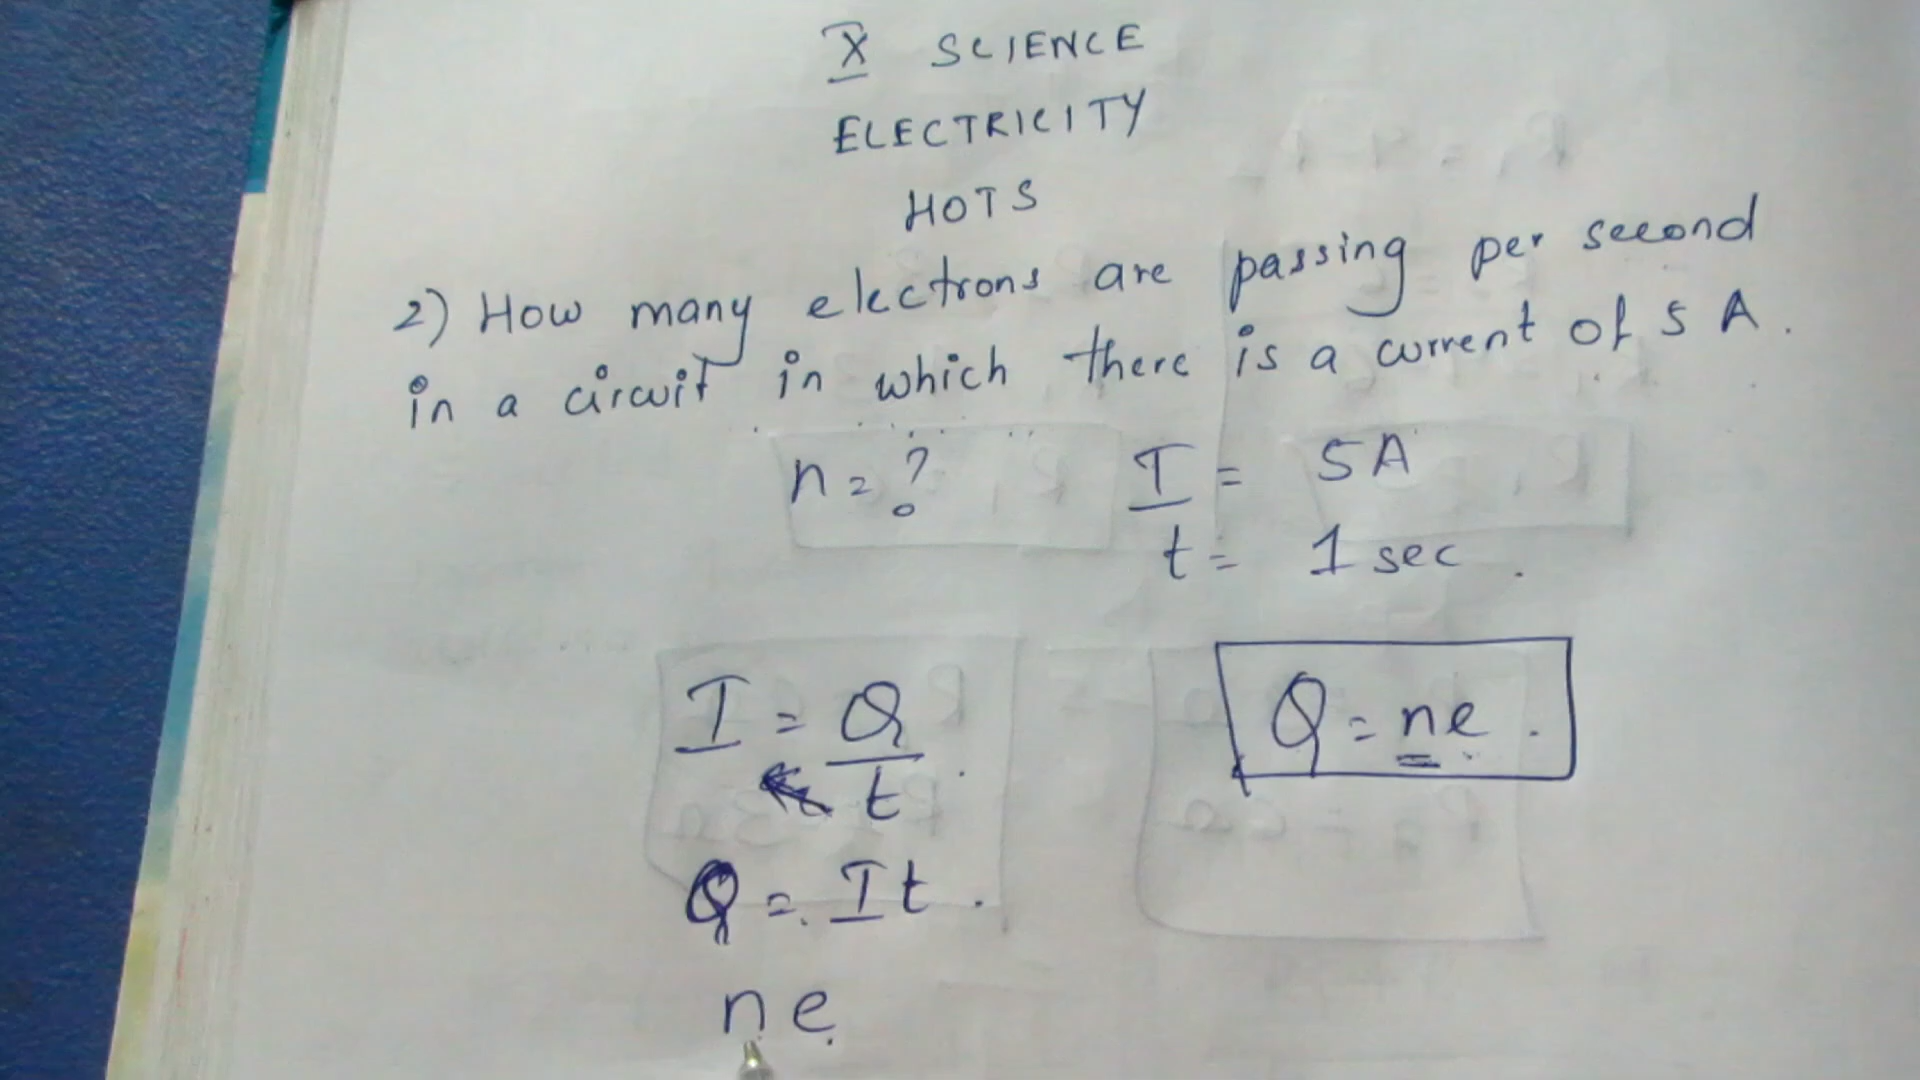 X SCIENCE
ELECTRICITY
HOTS
2) How many electrons are passing per second
in a circuit in which there is a current of 5 A.
n = ? I = 5A
t = 1 sec.
I = Q/t
Q = ne.
Q = It.
ne